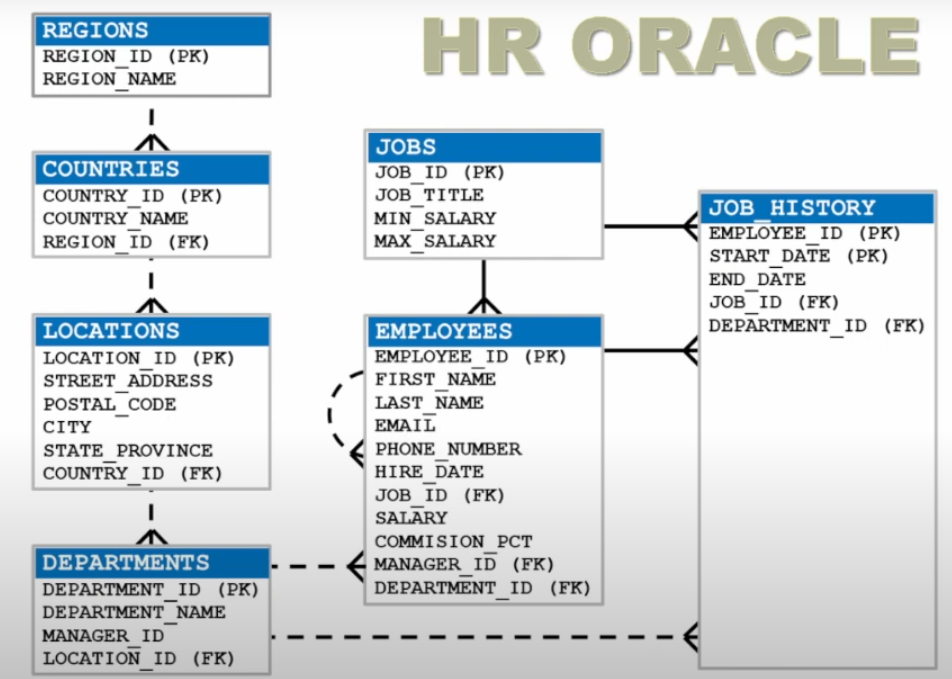 HR ORACLE
REGIONS
REGION_ID (PK)
REGION_NAME
COUNTRIES
COUNTRY_ID (PK)
COUNTRY_NAME
REGION_ID (FK)
LOCATIONS
LOCATION_ID (PK)
STREET_ADDRESS
POSTAL_CODE
CITY
STATE_PROVINCE
COUNTRY_ID (FK)
DEPARTMENTS
DEPARTMENT_ID (PK)
DEPARTMENT_NAME
MANAGER_ID
LOCATION_ID (FK)
JOBS
JOB_ID (PK)
JOB_TITLE
MIN_SALARY
MAX_SALARY
EMPLOYEES
EMPLOYEE_ID (PK)
FIRST_NAME
LAST_NAME
EMAIL
PHONE_NUMBER
HIRE_DATE
JOB_ID (FK)
SALARY
COMMISION_PCT
MANAGER_ID (FK)
DEPARTMENT_ID (FK)
JOB_HISTORY
EMPLOYEE_ID (PK)
START_DATE (PK)
END_DATE
JOB_ID (FK)
DEPARTMENT_ID (FK)